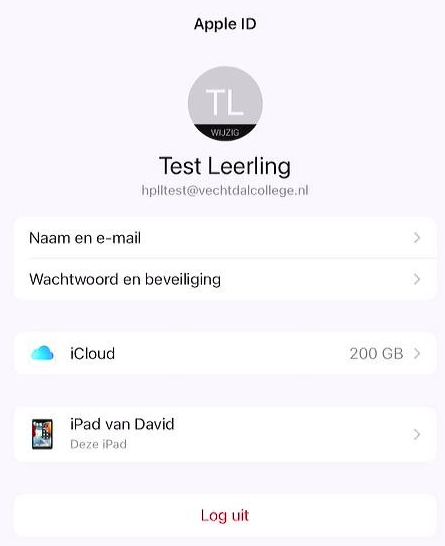 Apple ID
TL
WIJZIG
Test Leerling
hplltest@vechtdalcollege.nl
Naam en e-mail
Wachtwoord en beveiliging
iCloud 200 GB
iPad van David
Deze iPad
Log uit